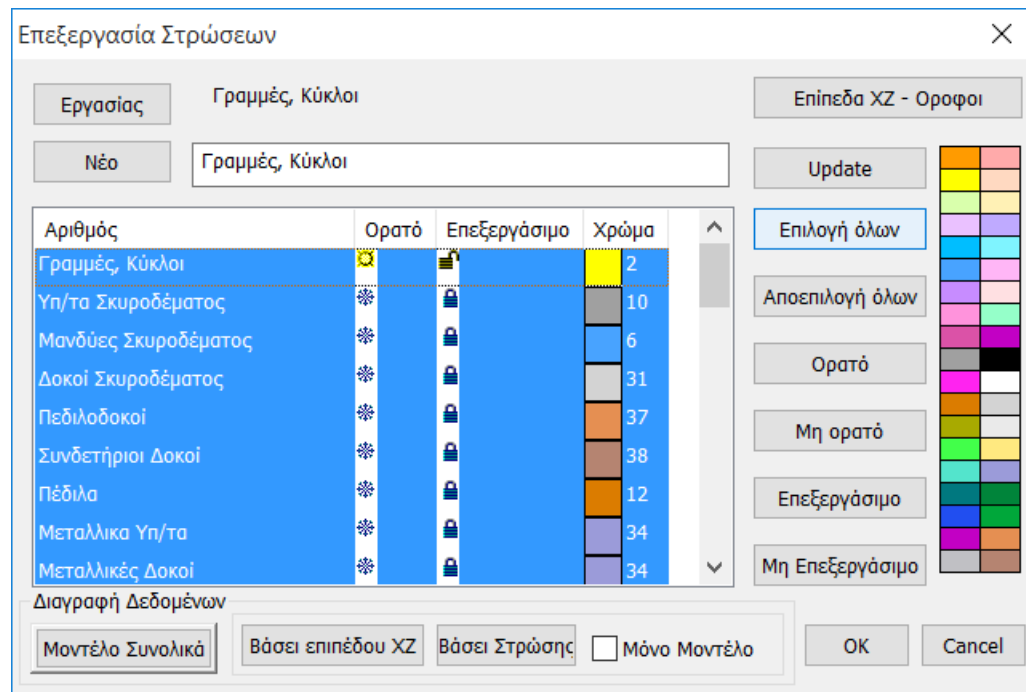 Επεξεργασία Στρώσεων
Εργασίας Γραμμές, Κύκλοι Επίπεδα XZ - Οροφοι
Νέο Γραμμές, Κύκλοι Update
Αριθμός Ορατό Επεξεργάσιμο Χρώμα Επιλογή όλων
Γραμμές, Κύκλοι 2
Υπ/τα Σκυροδέματος 10 Αποεπιλογή όλων
Μανδύες Σκυροδέματος 6
Δοκοί Σκυροδέματος 31 Ορατό
Πεδιλοδοκοί 37
Συνδετήριοι Δοκοί 38 Μη ορατό
Πέδιλα 12 Επεξεργάσιμο
Μεταλλικα Υπ/τα 34
Μεταλλικές Δοκοί 34 Μη Επεξεργάσιμο
Διαγραφή Δεδομένων
Μοντέλο Συνολικά Βάσει επιπέδου XZ Βάσει Στρώσης Μόνο Μοντέλο OK Cancel